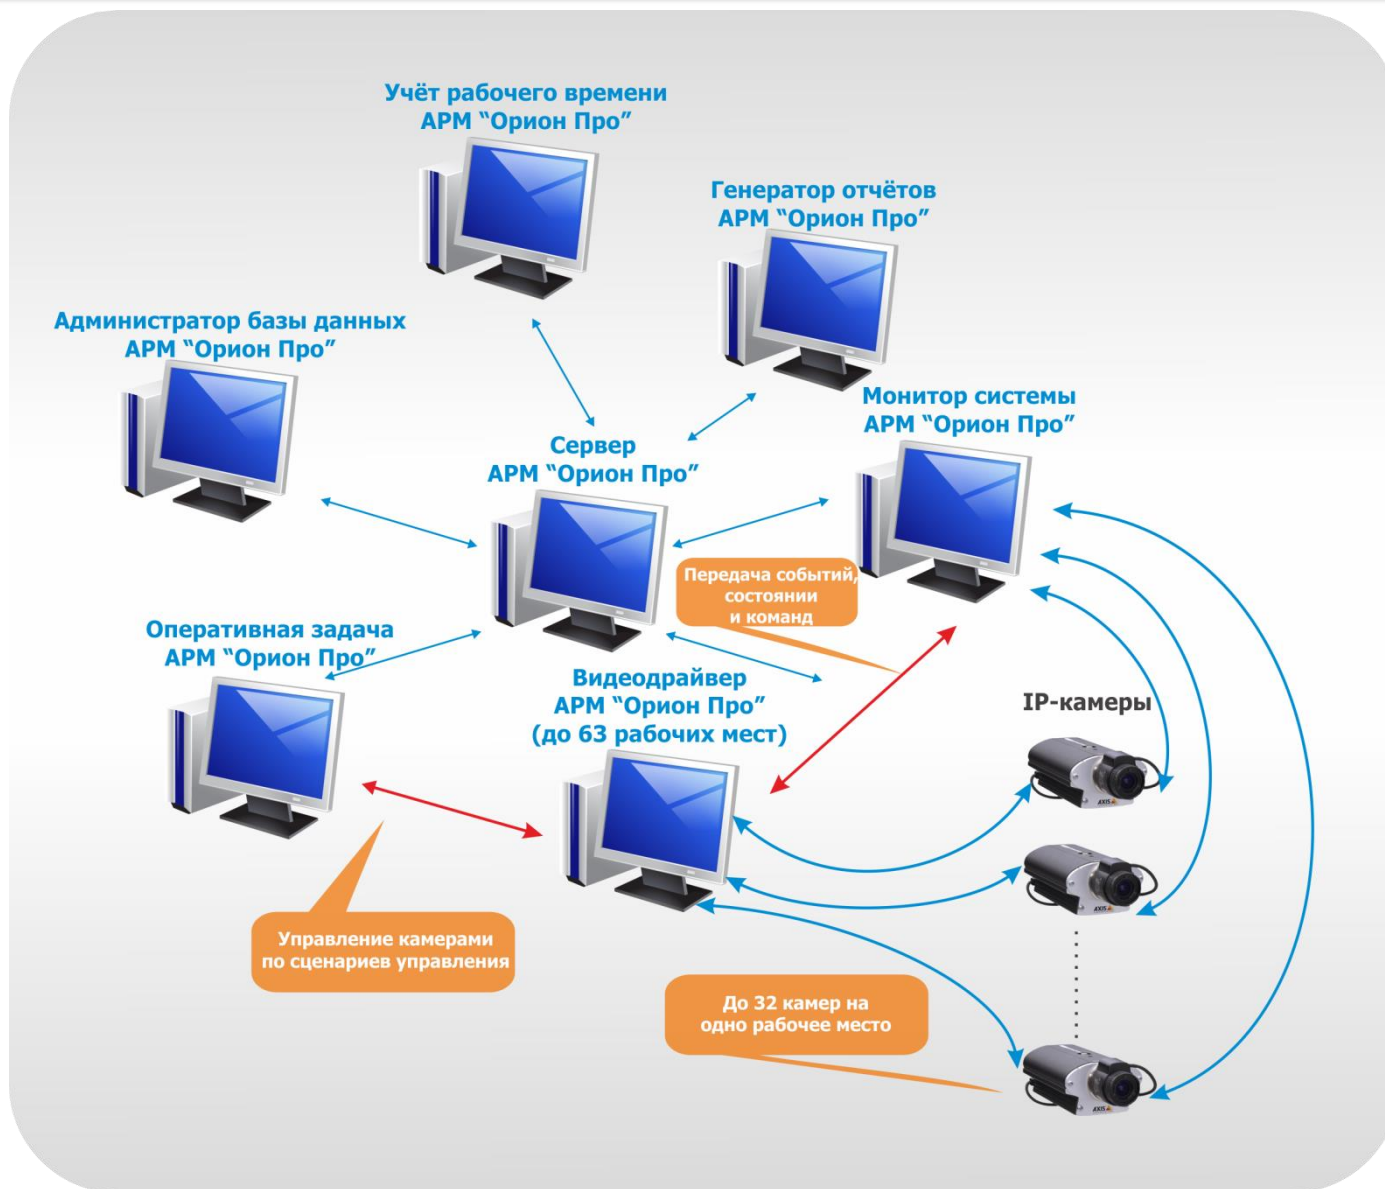 Учёт рабочего времени
АРМ “Орион Про”
Генератор отчётов
АРМ “Орион Про”
Администратор базы данных
АРМ “Орион Про”
Монитор системы
АРМ “Орион Про”
Сервер
АРМ “Орион Про”
Передача событий,
состоянии
и команд
Оперативная задача
АРМ “Орион Про”
Видеодрайвер
АРМ “Орион Про”
(до 63 рабочих мест)
IP-камеры
AXIS
AXIS
Управление камерами
по сценариев управления
До 32 камер на
одно рабочее место
AXIS